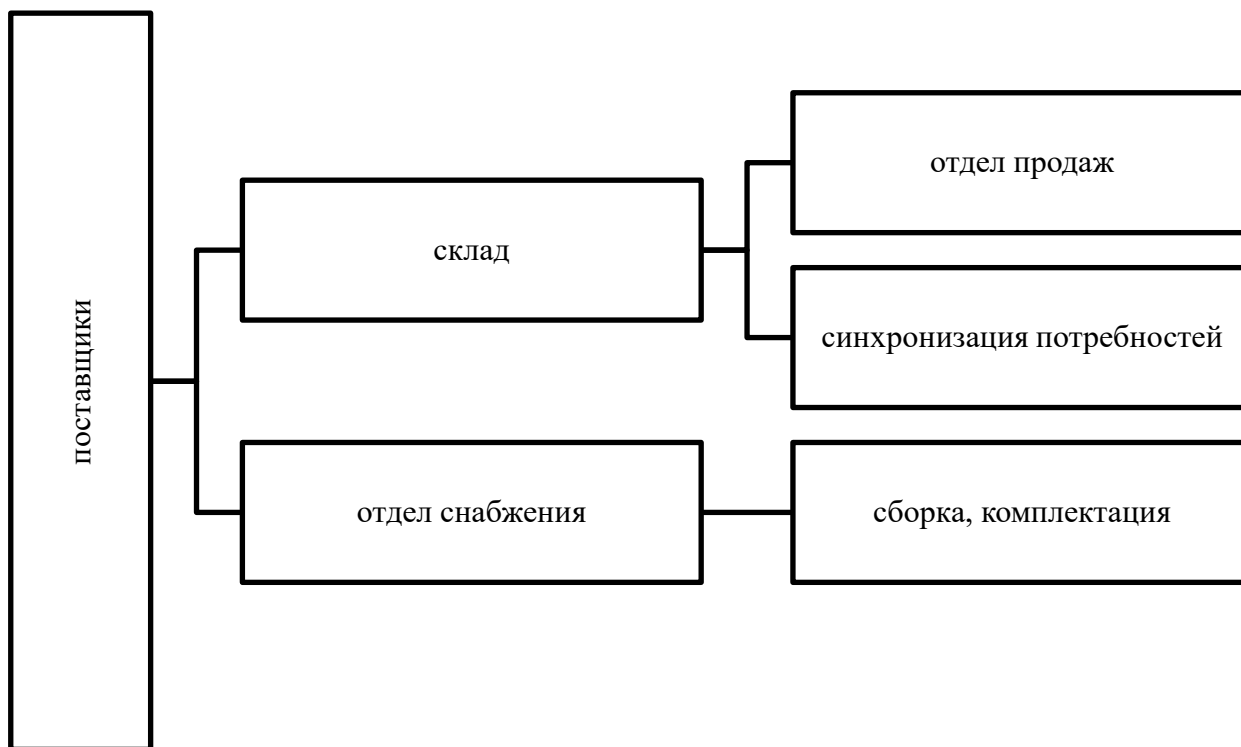 поставщики
склад
отдел продаж
синхронизация потребностей
отдел снабжения
сборка, комплектация